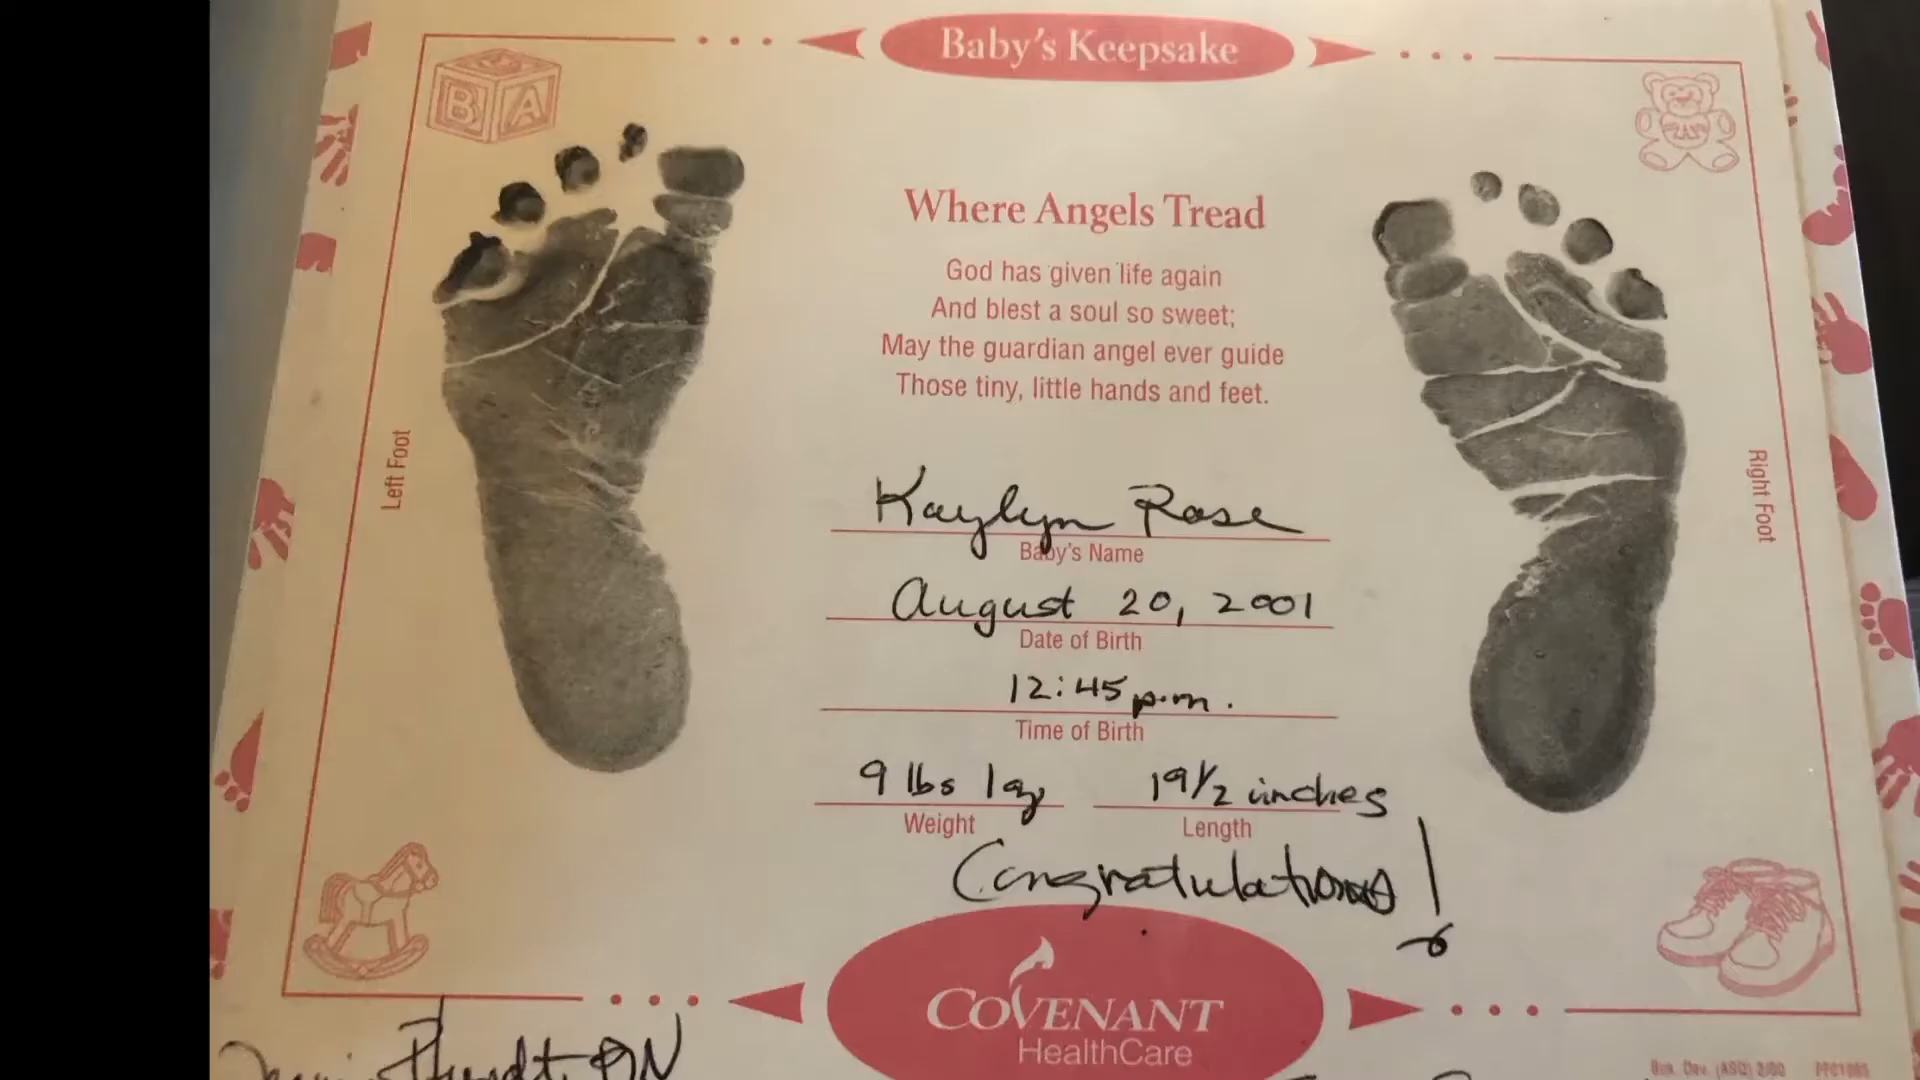 Baby's Keepsake
B A
Where Angels Tread
God has given life again
And blest a soul so sweet;
May the guardian angel ever guide
Those tiny, little hands and feet.
Left Foot
Right Foot
Kaylyn Rose
Baby's Name
August 20, 2001
Date of Birth
12:45 p.m.
Time of Birth
9 lbs 1 oz 19 1/2 inches
Weight Length
Congratulations!
COVENANT
HealthCare
RN